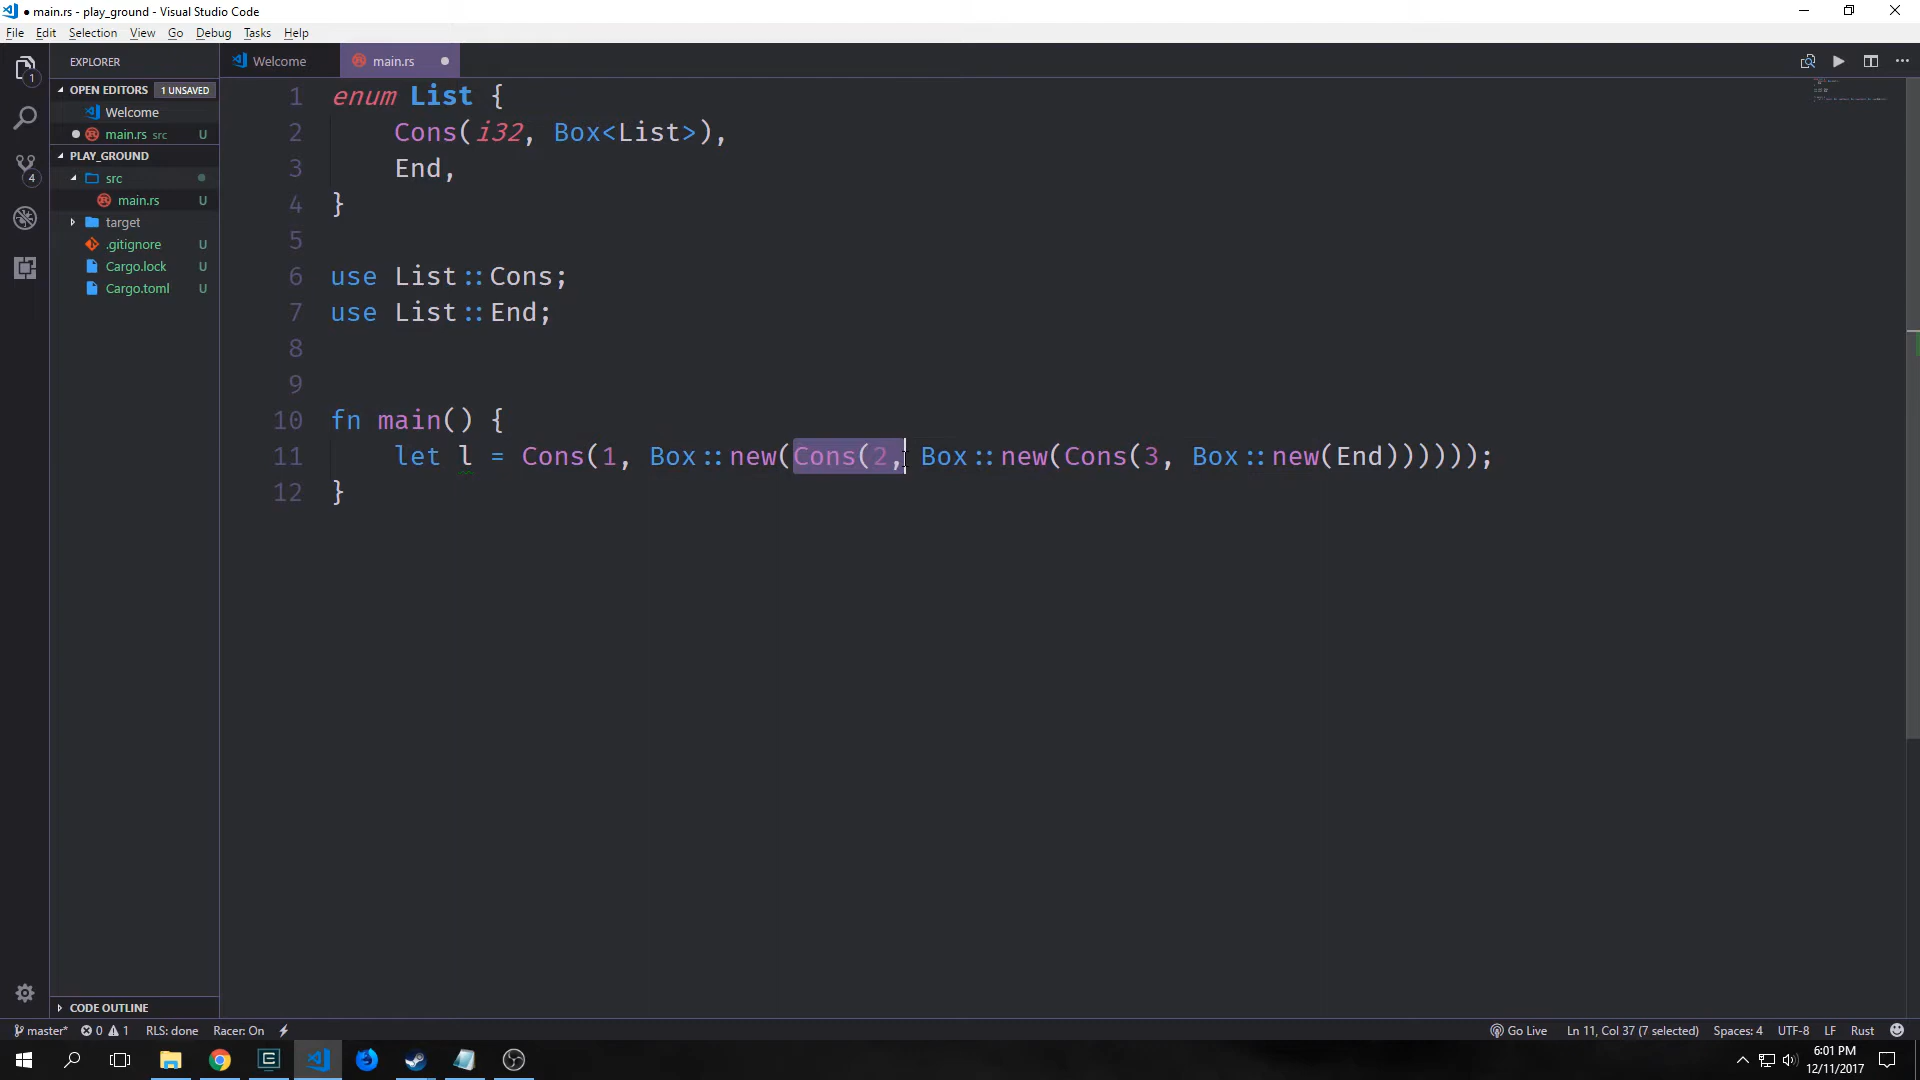 ● main.rs - play_ground - Visual Studio Code
File Edit Selection View Go Debug Tasks Help
EXPLORER
OPEN EDITORS 1 UNSAVED
Welcome
main.rs src U
PLAY_GROUND
src
main.rs U
target
.gitignore U
Cargo.lock U
Cargo.toml U
CODE OUTLINE
1
4
Welcome main.rs
1 enum List {
2 Cons(i32, Box<List>),
3 End,
4 }
5
6 use List::Cons;
7 use List::End;
8
9
10 fn main() {
11 let l = Cons(1, Box::new(Cons(2, Box::new(Cons(3, Box::new(End))))));
12 }
master* 0 1 RLS: done Racer: On Go Live Ln 11, Col 37 (7 selected) Spaces: 4 UTF-8 LF Rust
6:01 PM
12/11/2017